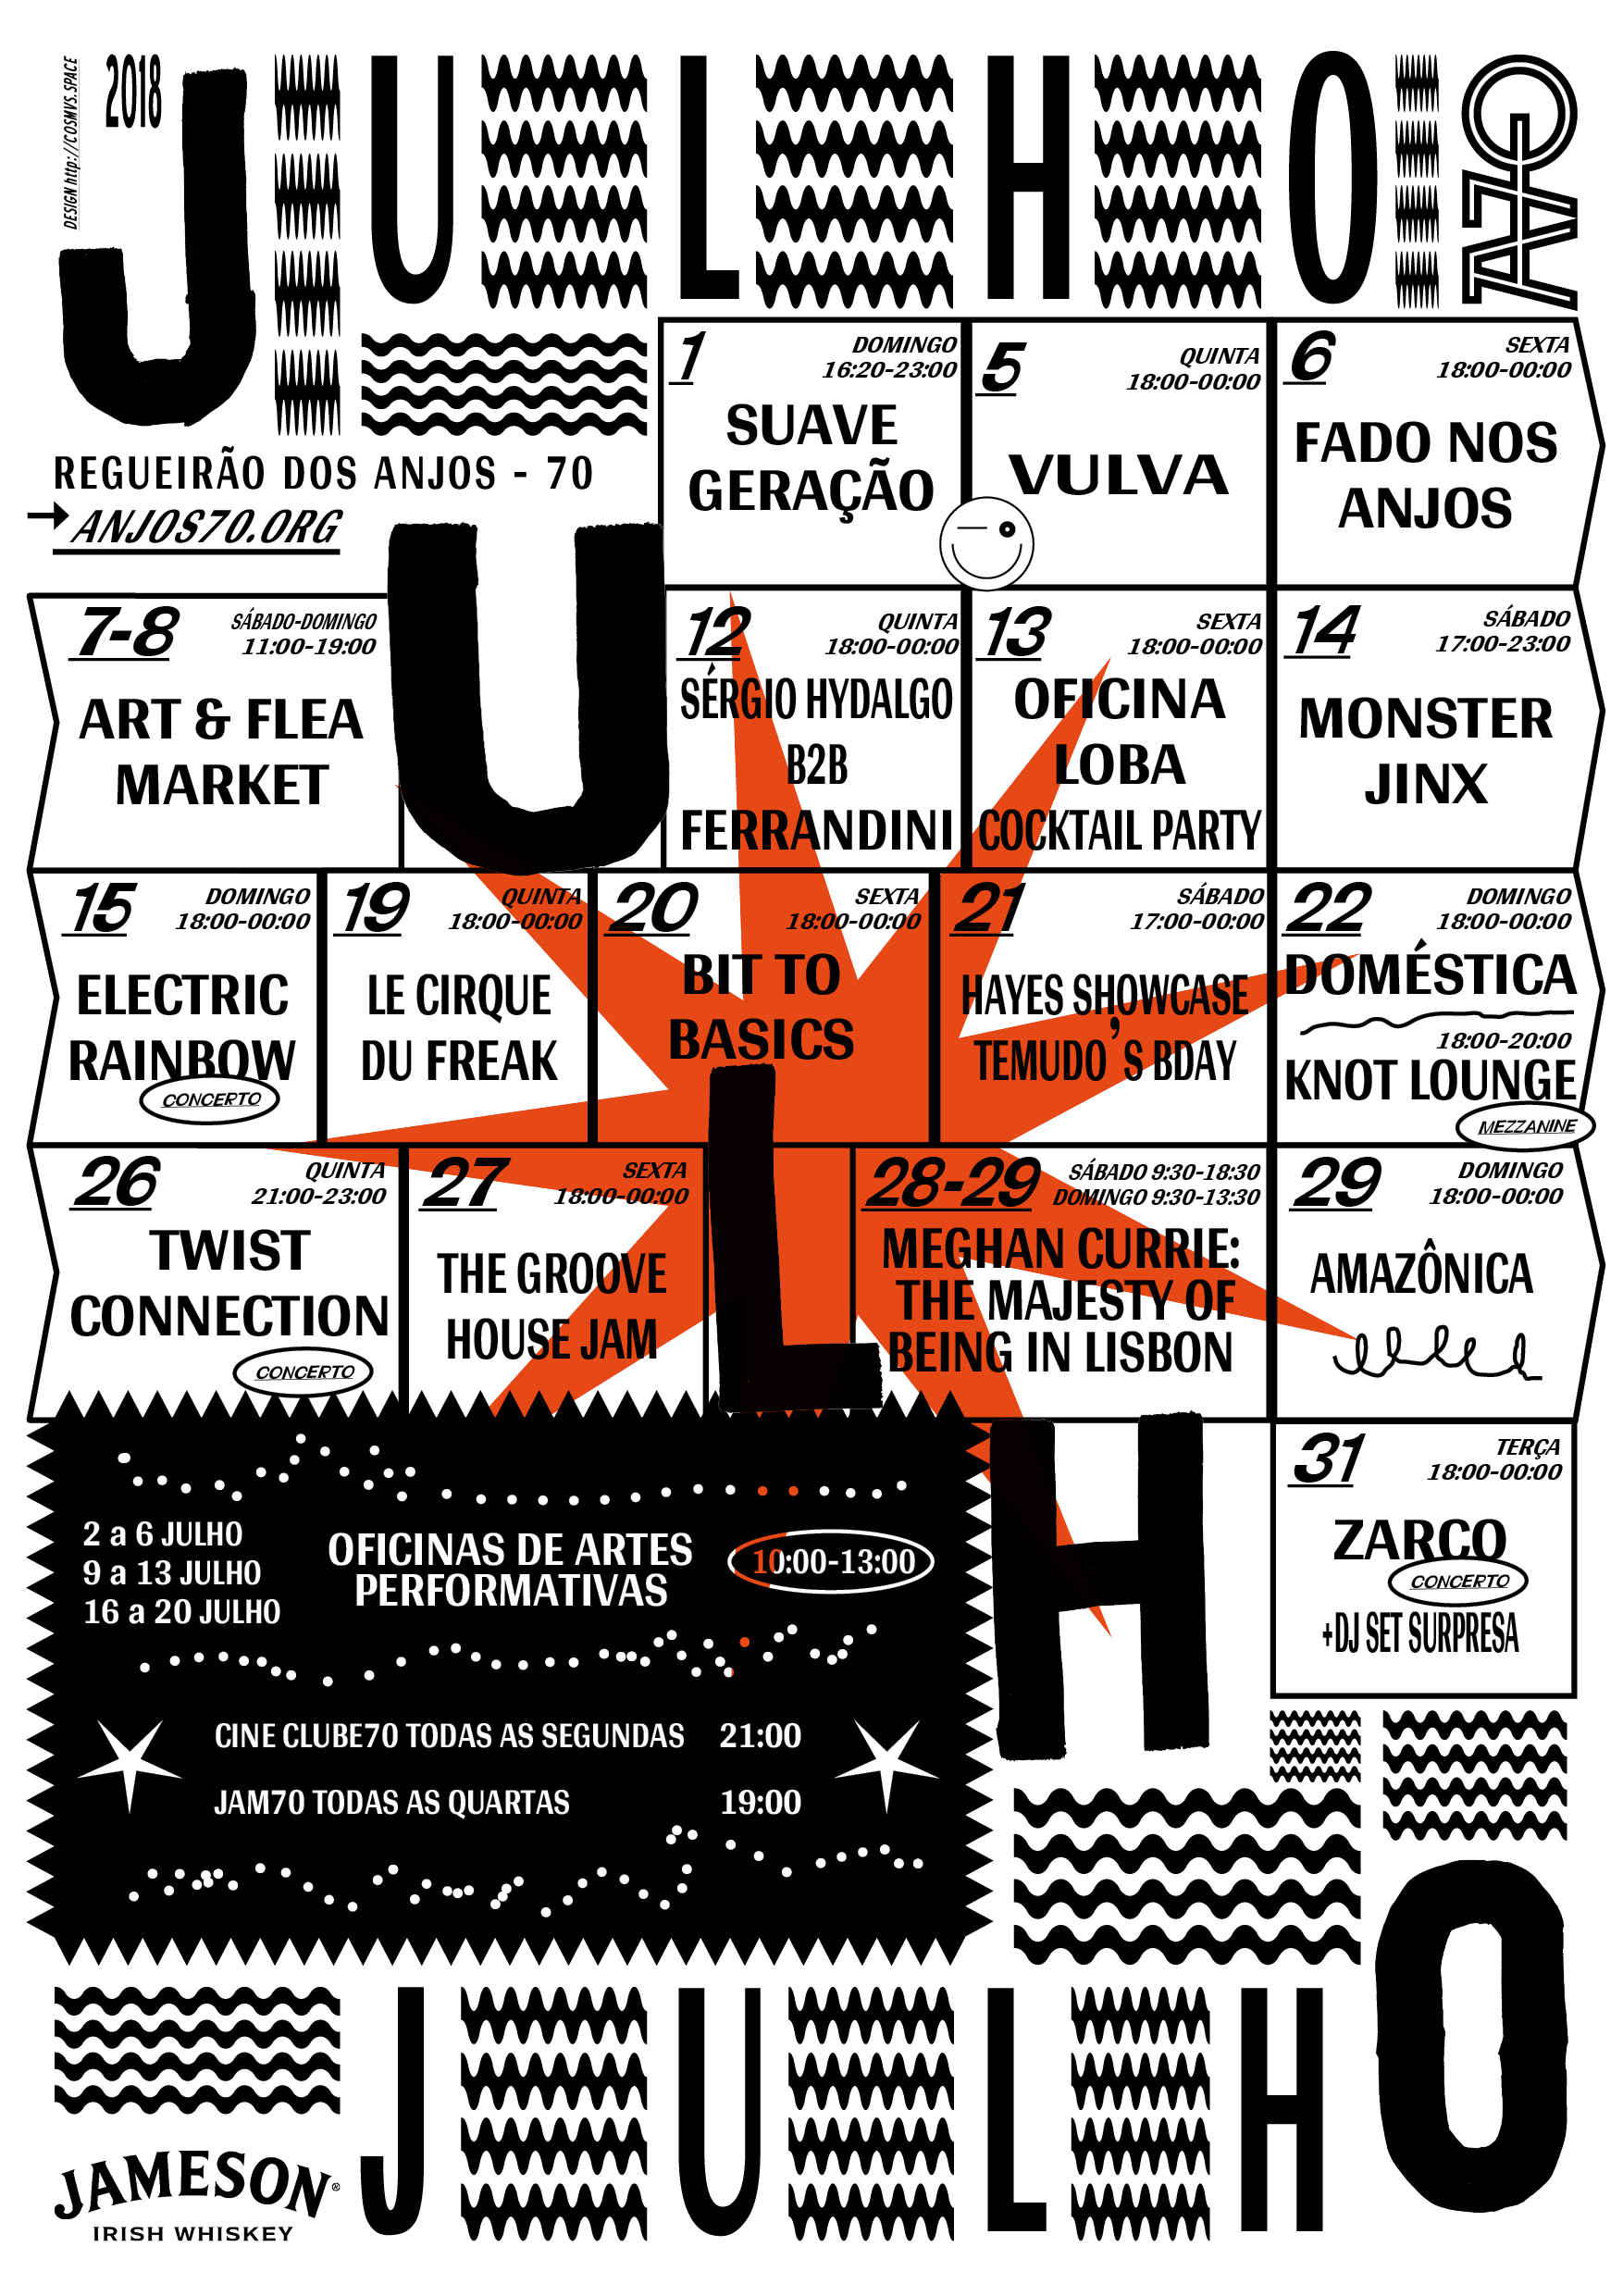 DESIGN http://COSMVS.SPACE
2018
JULHO
REGUEIRÃO DOS ANJOS - 70
ANJOS70.ORG
1
DOMINGO
16:20-23:00
SUAVE
GERAÇÃO
5
QUINTA
18:00-00:00
VULVA
6
SEXTA
18:00-00:00
FADO NOS
ANJOS
7-8
SÁBADO-DOMINGO
11:00-19:00
ART & FLEA
MARKET
U
12
QUINTA
18:00-00:00
SÉRGIO HYDALGO
B2B
FERRANDINI
13
SEXTA
18:00-00:00
OFICINA
LOBA
COCKTAIL PARTY
14
SÁBADO
17:00-23:00
MONSTER
JINX
15
DOMINGO
18:00-00:00
ELECTRIC
RAINBOW
CONCERTO
19
QUINTA
18:00-00:00
LE CIRQUE
DU FREAK
20
SEXTA
18:00-00:00
BIT TO
BASICS
21
SÁBADO
17:00-00:00
HAYES SHOWCASE
TEMUDO'S BDAY
22
DOMINGO
18:00-00:00
DOMÉSTICA
18:00-20:00
KNOT LOUNGE
MEZZANINE
26
QUINTA
21:00-23:00
TWIST
CONNECTION
CONCERTO
27
SEXTA
18:00-00:00
THE GROOVE
HOUSE JAM
L
28-29
SÁBADO 9:30-18:30
DOMINGO 9:30-13:30
MEGHAN CURRIE:
THE MAJESTY OF
BEING IN LISBON
29
DOMINGO
18:00-00:00
AMAZÔNICA
H
31
TERÇA
18:00-00:00
ZARCO
CONCERTO
+DJ SET SURPRESA
2 a 6 JULHO
9 a 13 JULHO
16 a 20 JULHO
OFICINAS DE ARTES
PERFORMATIVAS
10:00-13:00
CINE CLUBE70 TODAS AS SEGUNDAS 21:00
JAM70 TODAS AS QUARTAS 19:00
JULHO
JAMESON®
IRISH WHISKEY